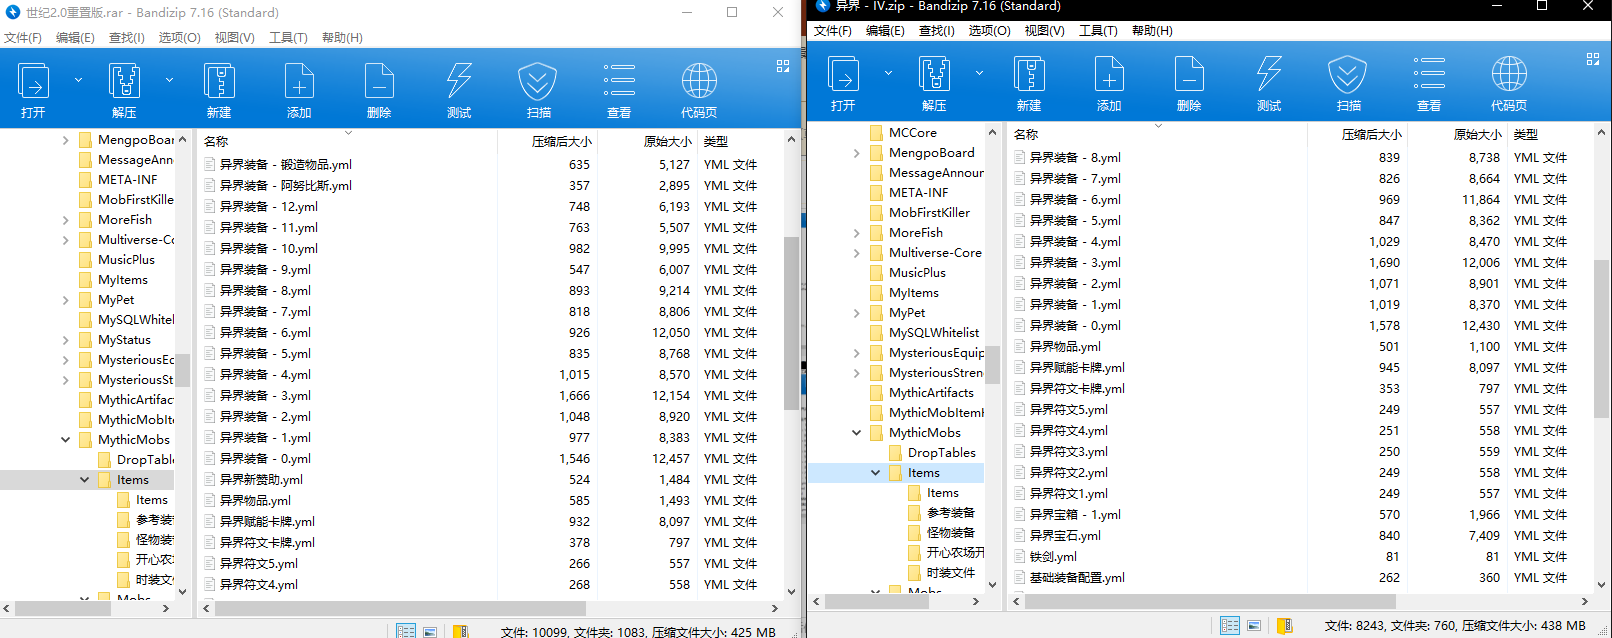 世纪2.0重置版.rar - Bandizip 7.16 (Standard)
文件(F) 编辑(E) 查找(I) 选项(O) 视图(V) 工具(T) 帮助(H)
打开 解压 新建 添加 删除 测试 扫描 查看 代码页
MengpoBoar
MessageAnn
META-INF
MobFirstKille
MoreFish
Multiverse-Co
MusicPlus
MyItems
MyPet
MySQLWhitel
MyStatus
MysteriousEq
MysteriousSt
MythicArtifac
MythicMobIt
MythicMobs
DropTable
Items
Items
参考装
怪物装
开心农
时装文
Mobs
名称 压缩后大小 原始大小 类型
异界装备 - 锻造物品.yml 635 5,127 YML 文件
异界装备 - 阿努比斯.yml 357 2,895 YML 文件
异界装备 - 12.yml 748 6,193 YML 文件
异界装备 - 11.yml 763 5,507 YML 文件
异界装备 - 10.yml 982 9,995 YML 文件
异界装备 - 9.yml 547 6,007 YML 文件
异界装备 - 8.yml 893 9,214 YML 文件
异界装备 - 7.yml 818 8,806 YML 文件
异界装备 - 6.yml 926 12,050 YML 文件
异界装备 - 5.yml 835 8,768 YML 文件
异界装备 - 4.yml 1,015 8,570 YML 文件
异界装备 - 3.yml 1,666 12,154 YML 文件
异界装备 - 2.yml 1,048 8,920 YML 文件
异界装备 - 1.yml 977 8,383 YML 文件
异界装备 - 0.yml 1,546 12,457 YML 文件
异界新赞助.yml 524 1,484 YML 文件
异界物品.yml 585 1,493 YML 文件
异界赋能卡牌.yml 932 8,097 YML 文件
异界符文卡牌.yml 378 797 YML 文件
异界符文5.yml 266 557 YML 文件
异界符文4.yml 268 558 YML 文件
文件: 10099, 文件夹: 1083, 压缩文件大小: 425 MB
异界 - IV.zip - Bandizip 7.16 (Standard)
文件(F) 编辑(E) 查找(I) 选项(O) 视图(V) 工具(T) 帮助(H)
打开 解压 新建 添加 删除 测试 扫描 查看 代码页
MCCore
MengpoBoard
MessageAnnour
META-INF
MobFirstKiller
MoreFish
Multiverse-Core
MusicPlus
MyItems
MyPet
MySQLWhitelist
MysteriousEquip
MysteriousStren
MythicArtifacts
MythicMobItem
MythicMobs
DropTables
Items
Items
参考装备
怪物装备
开心农场开
时装文件
Mobs
名称 压缩后大小 原始大小 类型
异界装备 - 8.yml 839 8,738 YML 文件
异界装备 - 7.yml 826 8,664 YML 文件
异界装备 - 6.yml 969 11,864 YML 文件
异界装备 - 5.yml 847 8,362 YML 文件
异界装备 - 4.yml 1,029 8,470 YML 文件
异界装备 - 3.yml 1,690 12,006 YML 文件
异界装备 - 2.yml 1,071 8,901 YML 文件
异界装备 - 1.yml 1,019 8,370 YML 文件
异界装备 - 0.yml 1,578 12,430 YML 文件
异界物品.yml 501 1,100 YML 文件
异界赋能卡牌.yml 945 8,097 YML 文件
异界符文卡牌.yml 353 797 YML 文件
异界符文5.yml 249 557 YML 文件
异界符文4.yml 251 558 YML 文件
异界符文3.yml 250 559 YML 文件
异界符文2.yml 249 558 YML 文件
异界符文1.yml 249 557 YML 文件
异界宝箱 - 1.yml 570 1,966 YML 文件
异界宝石.yml 840 7,409 YML 文件
铁剑.yml 81 81 YML 文件
基础装备配置.yml 262 360 YML 文件
文件: 8243, 文件夹: 760, 压缩文件大小: 438 MB